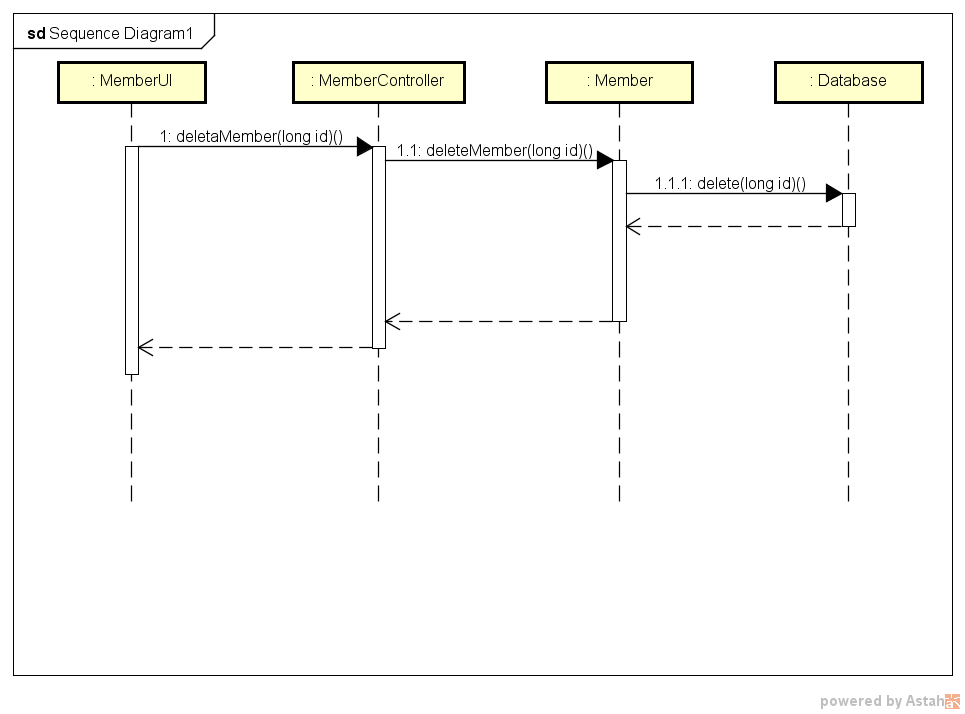 sd Sequence Diagram1
: MemberUI
: MemberController
: Member
: Database
1: deletaMember(long id)()
1.1: deleteMember(long id)()
1.1.1: delete(long id)()
powered by Astah